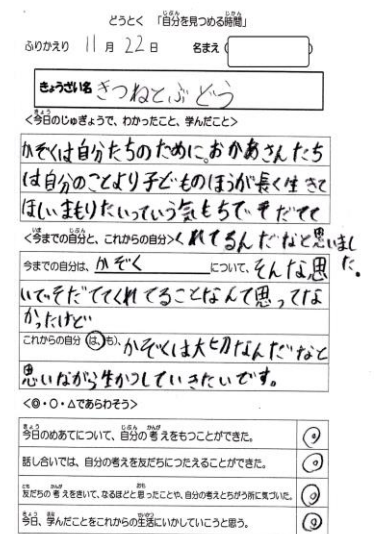 どうとく 「自分を見つめる時間」
ふりかえり 11月22日 名まえ
きょうざい名 きつねとぶどう
<今日のじゅぎょうで、わかったこと、学んだこと>
かぞくは自分たちのために。おかあさんたち
は自分のことより子どものほうが長く生きて
ほしいまもりたいっていう気もちでそだてて
くれてるんだなと思いました。
<今までの自分と、これからの自分>
今までの自分は、かぞくについて、そんな思
いでそだててくれてることなんて思ってな
かったけど
これからの自分(は、も)、かぞくは大切なんだなと
思いながら生かつしていきたいです。
<◎・○・△であらわそう>
今日のめあてについて、自分の考えをもつことができた。 ◎
話し合いでは、自分の考えを友だちにつたえることができた。 ◎
友だちの考えをきいて、なるほどと思ったことや、自分の考えとちがう所に気づいた。 ◎
今日、学んだことをこれからの生活にいかしていこうと思う。 ◎